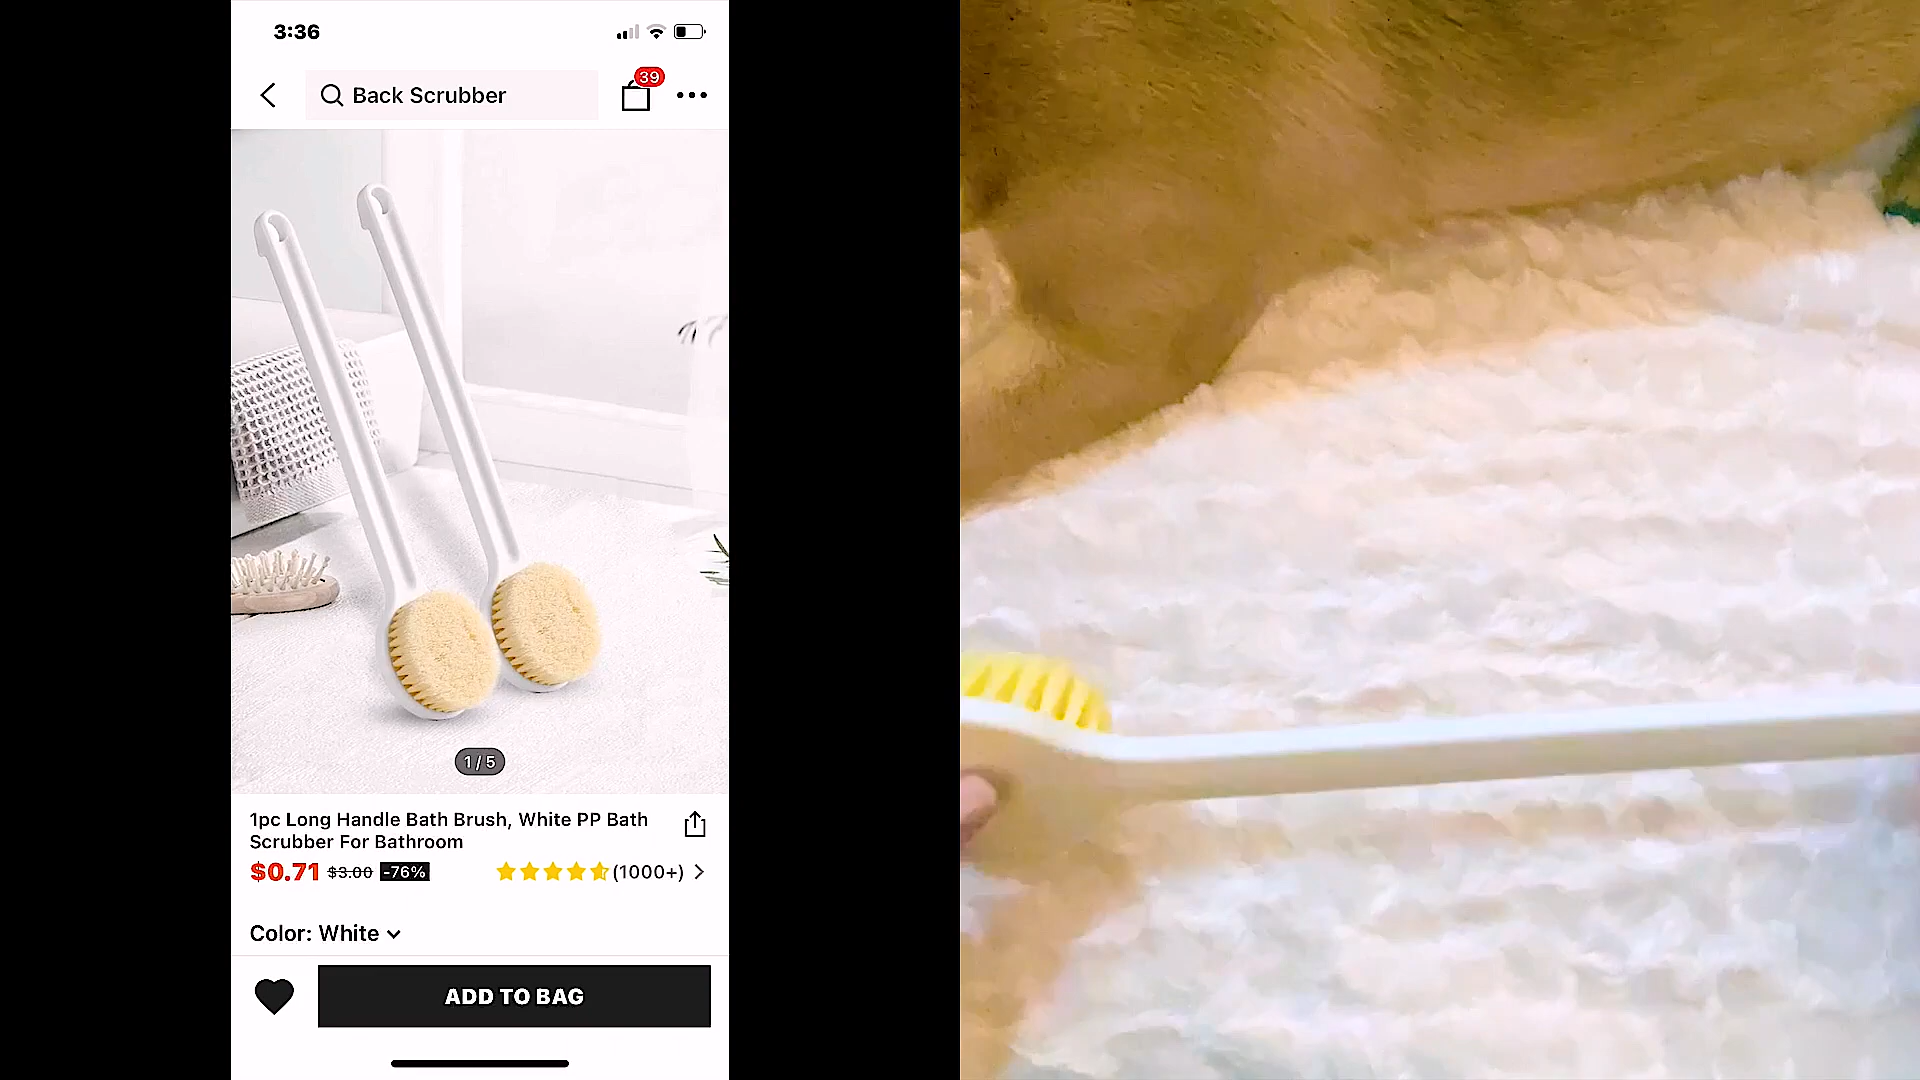 3:36
Back Scrubber
39
1/5
1pc Long Handle Bath Brush, White PP Bath
Scrubber For Bathroom
$0.71 $3.00 -76% (1000+)
Color: White
ADD TO BAG